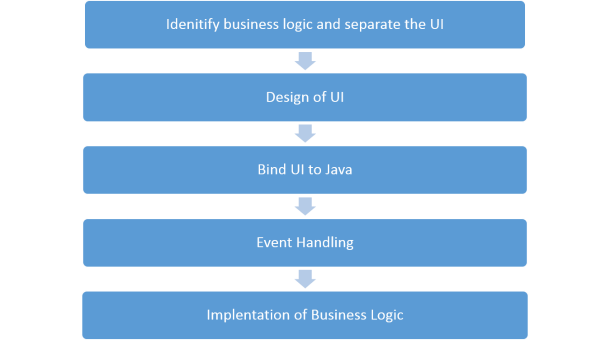 Idenitify business logic and separate the UI
Design of UI
Bind UI to Java
Event Handling
Implentation of Business Logic